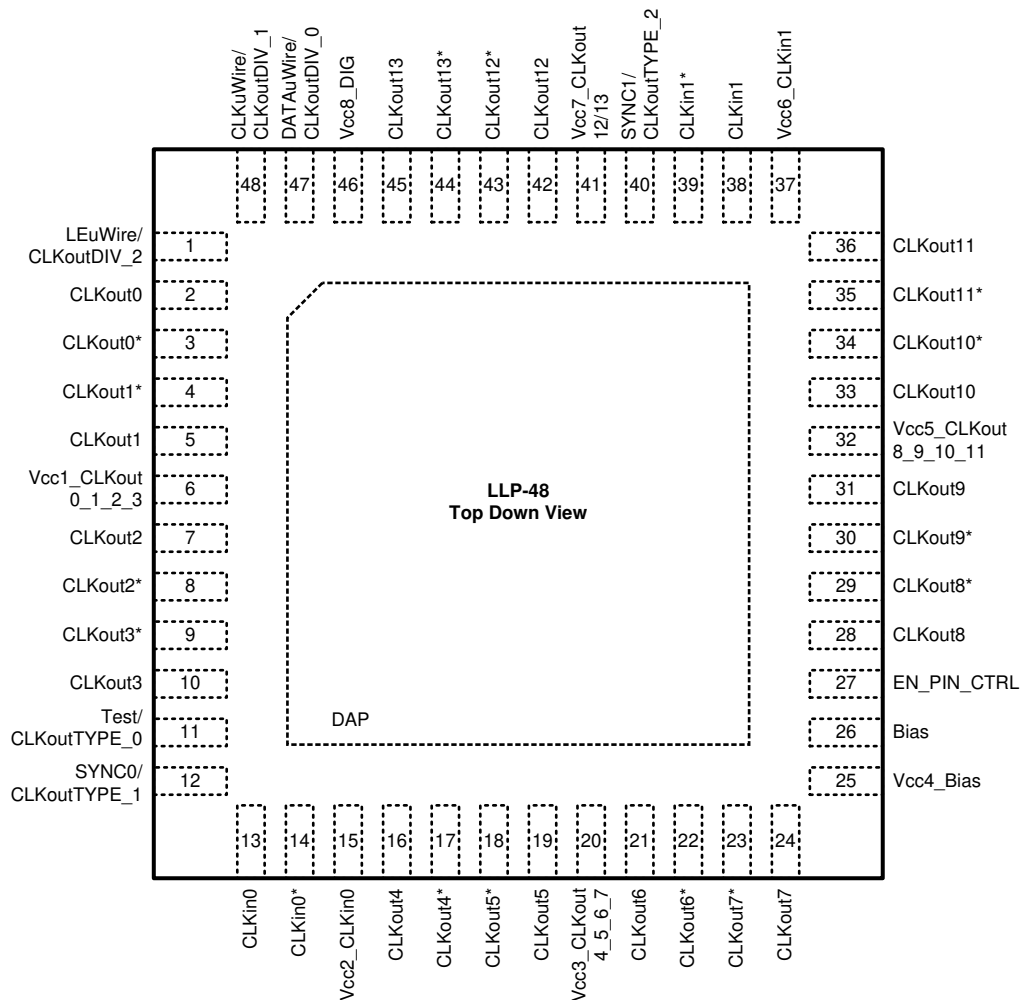 CLKuWire/
CLKoutDIV_1
DATAuWire/
CLKoutDIV_0
Vcc8_DIG
CLKout13
CLKout13*
CLKout12*
CLKout12
Vcc7_CLKout
12/13
SYNC1/
CLKoutTYPE_2
CLKin1*
CLKin1
Vcc6_CLKin1
48
47
46
45
44
43
42
41
40
39
38
37
LEuWire/
CLKoutDIV_2
1
CLKout0
2
CLKout0*
3
CLKout1*
4
CLKout1
5
Vcc1_CLKout
0_1_2_3
6
CLKout2
7
CLKout2*
8
CLKout3*
9
CLKout3
10
Test/
CLKoutTYPE_0
11
SYNC0/
CLKoutTYPE_1
12
LLP-48
Top Down View
DAP
36
CLKout11
35
CLKout11*
34
CLKout10*
33
CLKout10
32
Vcc5_CLKout
8_9_10_11
31
CLKout9
30
CLKout9*
29
CLKout8*
28
CLKout8
27
EN_PIN_CTRL
26
Bias
25
Vcc4_Bias
13
14
15
16
17
18
19
20
21
22
23
24
CLKin0
CLKin0*
Vcc2_CLKin0
CLKout4
CLKout4*
CLKout5*
CLKout5
Vcc3_CLKout
4_5_6_7
CLKout6
CLKout6*
CLKout7*
CLKout7